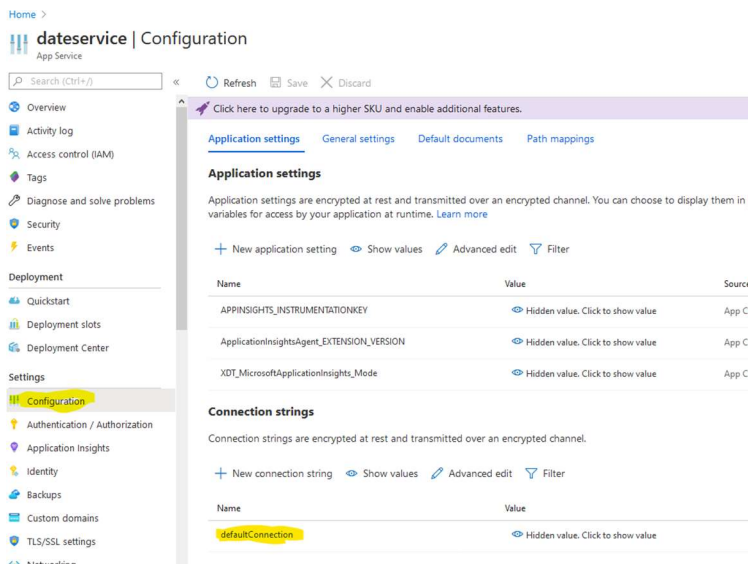 Home >
dateservice | Configuration
App Service
Search (Ctrl+/)
«
Refresh
Save
Discard
Overview
Activity log
Access control (IAM)
Tags
Diagnose and solve problems
Security
Events
Deployment
Quickstart
Deployment slots
Deployment Center
Settings
Configuration
Authentication / Authorization
Application Insights
Identity
Backups
Custom domains
TLS/SSL settings
Networking
Click here to upgrade to a higher SKU and enable additional features.
Application settings
General settings
Default documents
Path mappings
Application settings
Application settings are encrypted at rest and transmitted over an encrypted channel. You can choose to display them in
variables for access by your application at runtime. Learn more
New application setting
Show values
Advanced edit
Filter
Name
Value
Source
APPINSIGHTS_INSTRUMENTATIONKEY
Hidden value. Click to show value
App C
ApplicationInsightsAgent_EXTENSION_VERSION
Hidden value. Click to show value
App C
XDT_MicrosoftApplicationInsights_Mode
Hidden value. Click to show value
App C
Connection strings
Connection strings are encrypted at rest and transmitted over an encrypted channel.
New connection string
Show values
Advanced edit
Filter
Name
Value
defaultConnection
Hidden value. Click to show value